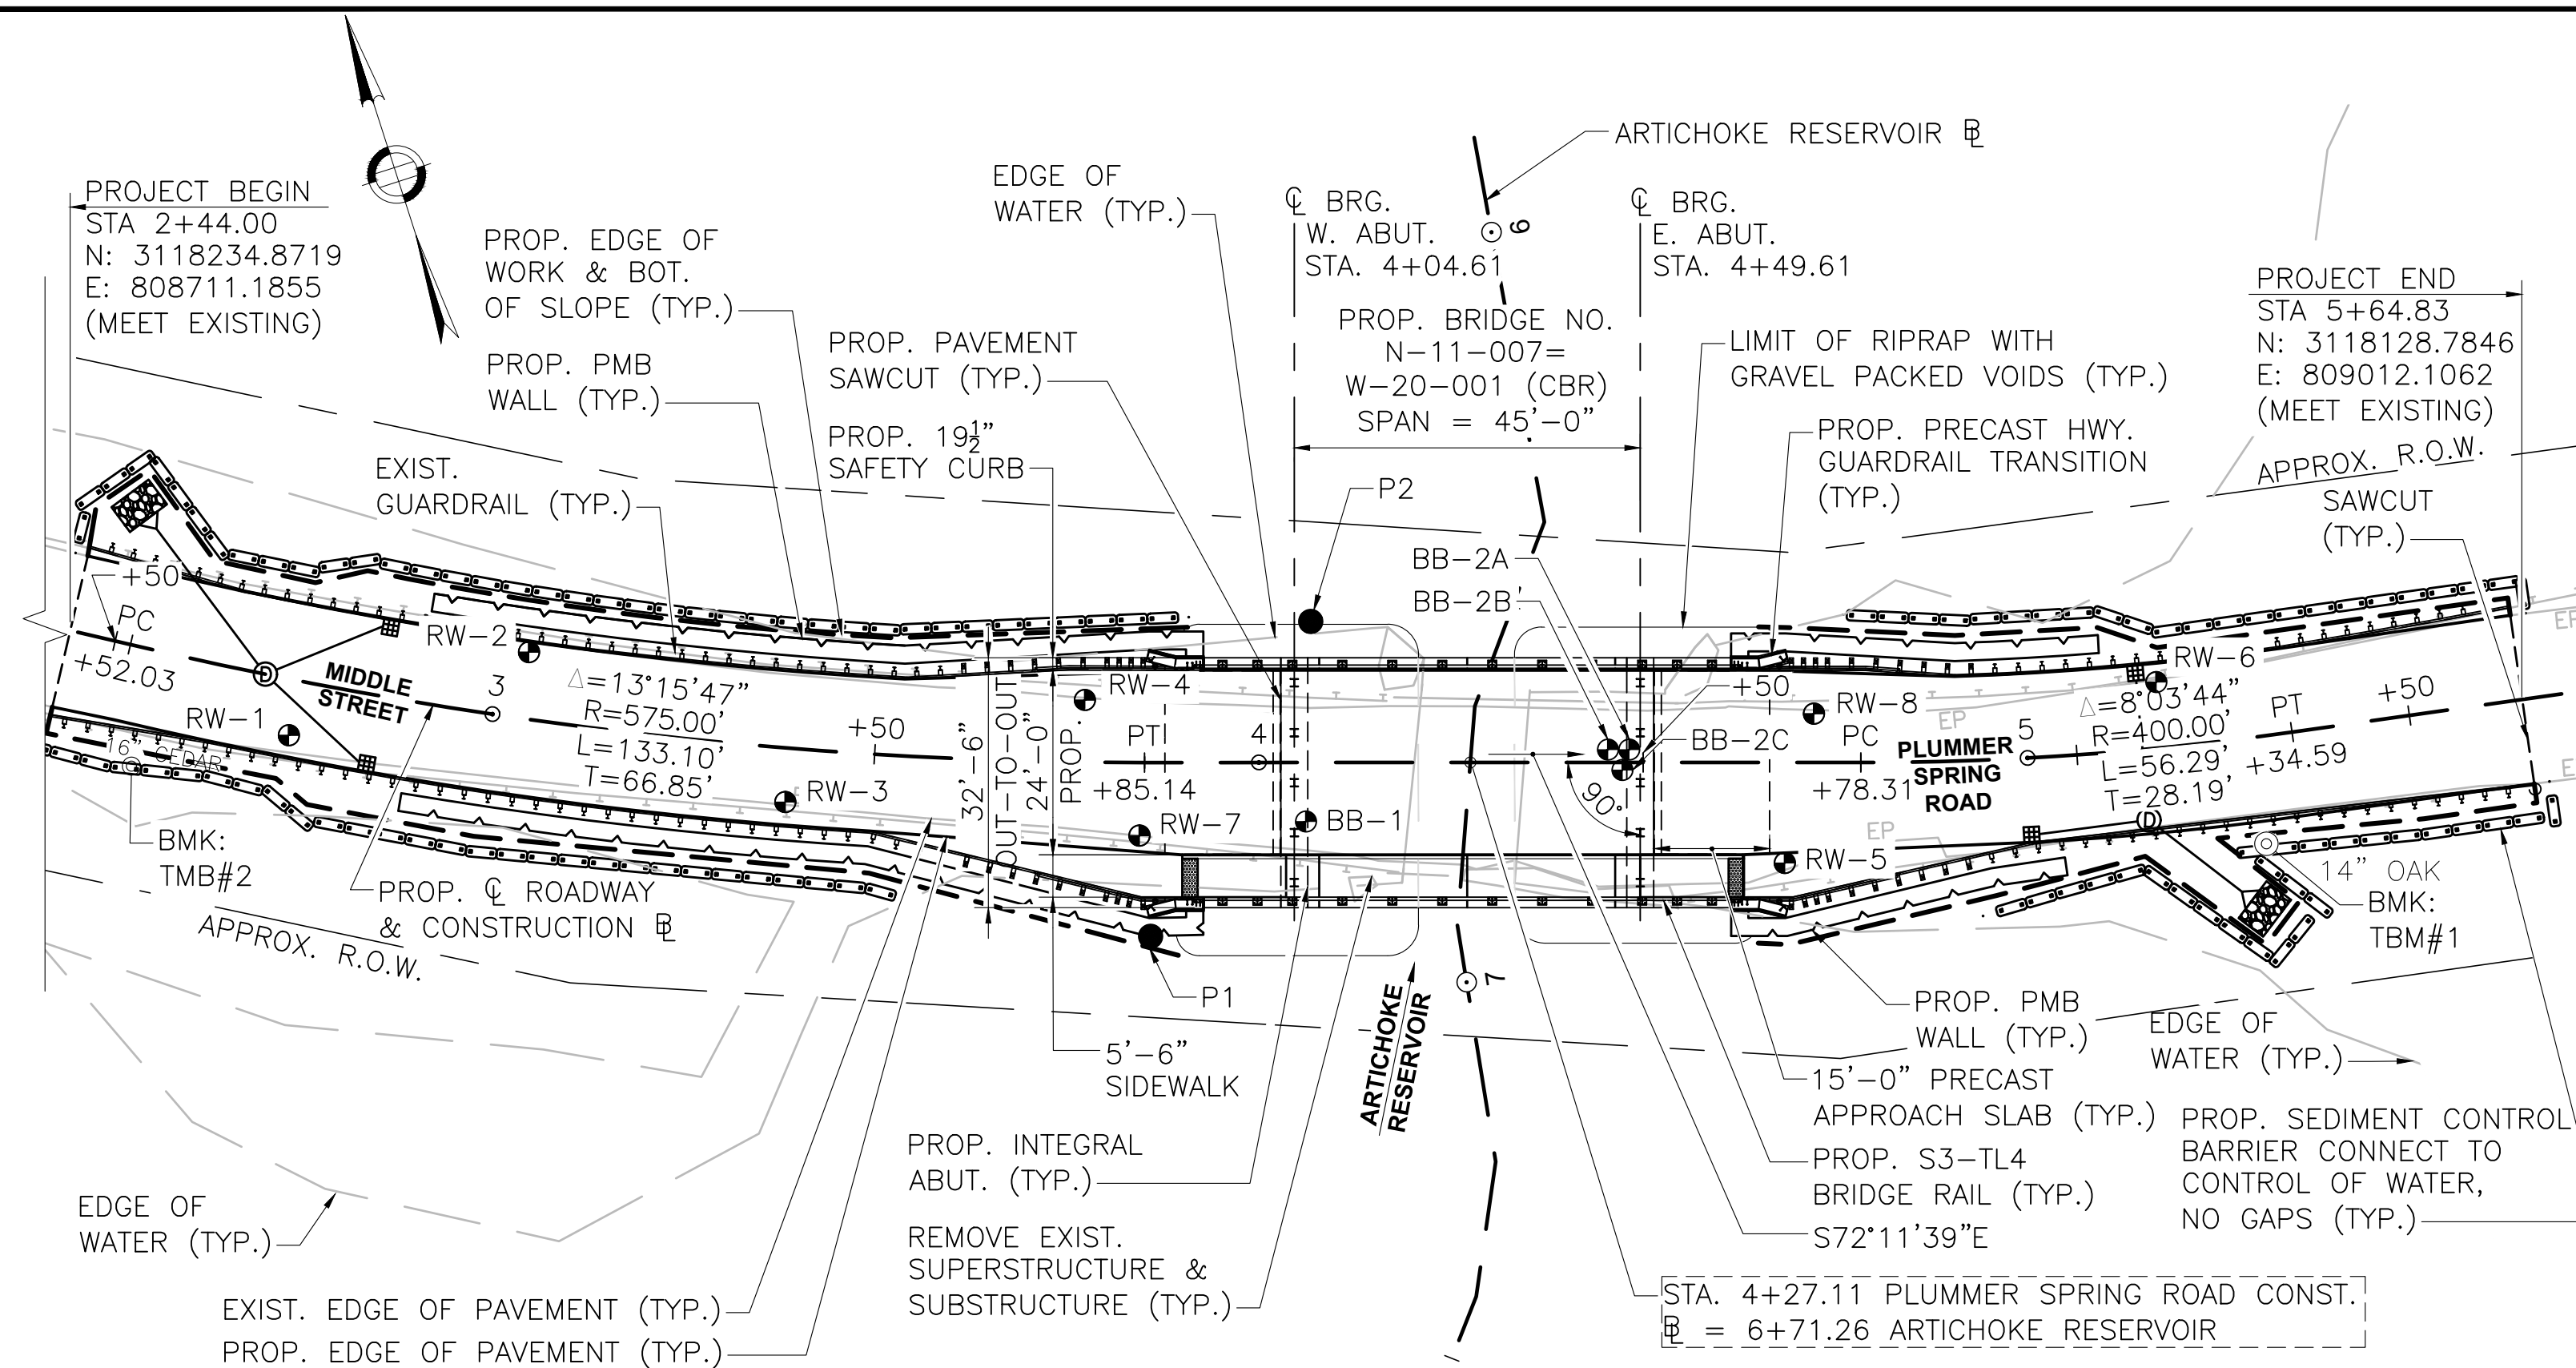 PROJECT BEGIN
STA 2+44.00
N: 3118234.8719
E: 808711.1855
(MEET EXISTING)
PROP. EDGE OF
WORK & BOT.
OF SLOPE (TYP.)
PROP. PMB
WALL (TYP.)
EXIST.
GUARDRAIL (TYP.)
PROP. PAVEMENT
SAWCUT (TYP.)
PROP. 19½"
SAFETY CURB
EDGE OF
WATER (TYP.)
℄ BRG.
W. ABUT.
STA. 4+04.61
ARTICHOKE RESERVOIR BL
6
℄ BRG.
E. ABUT.
STA. 4+49.61
PROP. BRIDGE NO.
N-11-007=
W-20-001 (CBR)
SPAN = 45'-0"
P2
LIMIT OF RIPRAP WITH
GRAVEL PACKED VOIDS (TYP.)
PROP. PRECAST HWY.
GUARDRAIL TRANSITION
(TYP.)
PROJECT END
STA 5+64.83
N: 3118128.7846
E: 809012.1062
(MEET EXISTING)
APPROX. R.O.W.
SAWCUT
(TYP.)
BB-2A
BB-2B
+50
PC
+52.03
D
MIDDLE
STREET
3
RW-2
RW-1
16" CEDAR
△=13°15'47"
R=575.00'
L=133.10'
T=66.85'
+50
RW-3
RW-4
PT
+85.14
4
RW-7
BB-1
32'-6"
OUT-TO-OUT
24'-0"
PROP.
+50
BB-2C
90°
RW-8
PC
+78.31
EP
EP
RW-5
PLUMMER
SPRING
ROAD
5
△=8°03'44"
R=400.00'
L=56.29'
T=28.19'
RW-6
PT
+34.59
+50
EP
E
D
14" OAK
BMK:
TBM#1
BMK:
TMB#2
PROP. ℄ ROADWAY
& CONSTRUCTION BL
APPROX. R.O.W.
P1
5'-6"
SIDEWALK
ARTICHOKE
RESERVOIR
7
PROP. PMB
WALL (TYP.)
EDGE OF
WATER (TYP.)
15'-0" PRECAST
APPROACH SLAB (TYP.)
PROP. S3-TL4
BRIDGE RAIL (TYP.)
S72°11'39"E
PROP. SEDIMENT CONTROL
BARRIER CONNECT TO
CONTROL OF WATER,
NO GAPS (TYP.)
PROP. INTEGRAL
ABUT. (TYP.)
REMOVE EXIST.
SUPERSTRUCTURE &
SUBSTRUCTURE (TYP.)
EDGE OF
WATER (TYP.)
EXIST. EDGE OF PAVEMENT (TYP.)
PROP. EDGE OF PAVEMENT (TYP.)
STA. 4+27.11 PLUMMER SPRING ROAD CONST.
BL = 6+71.26 ARTICHOKE RESERVOIR